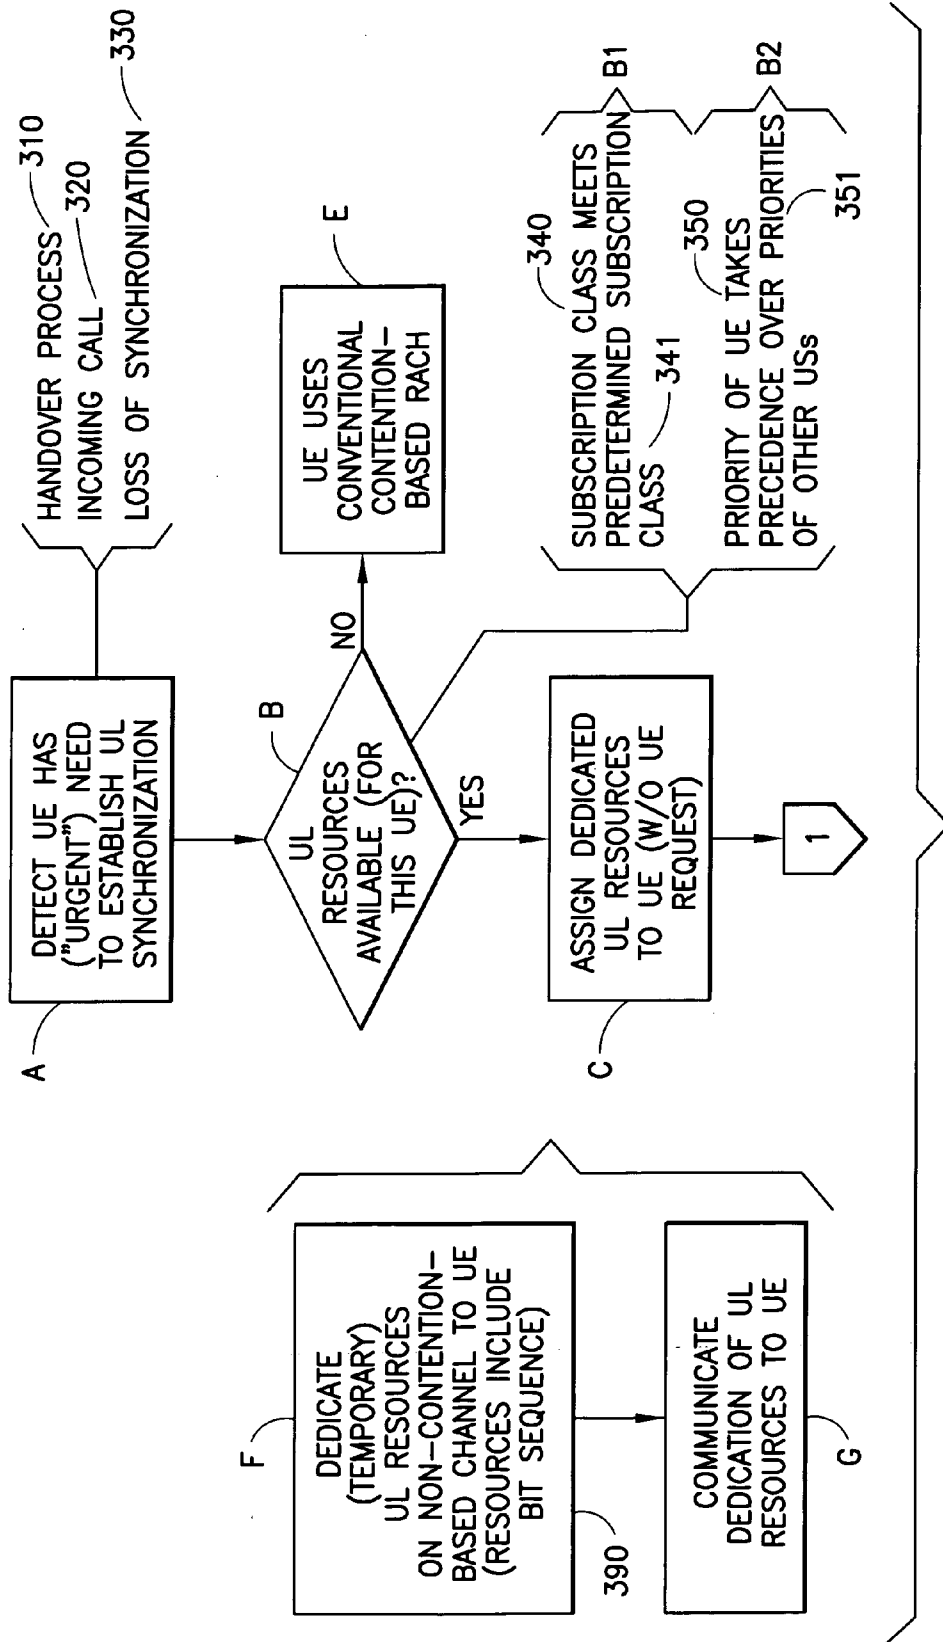 A
DETECT UE HAS
("URGENT") NEED
TO ESTABLISH UL
SYNCHRONIZATION
HANDOVER PROCESS 310
INCOMING CALL 320
LOSS OF SYNCHRONIZATION 330
B
UL
RESOURCES
AVAILABLE (FOR
THIS UE)?
NO
YES
E
UE USES
CONVENTIONAL
CONTENTION-
BASED RACH
340
SUBSCRIPTION CLASS MEETS
PREDETERMINED SUBSCRIPTION
CLASS 341
B1
350
PRIORITY OF UE TAKES
PRECEDENCE OVER PRIORITIES
OF OTHER USs
351
B2
C
ASSIGN DEDICATED
UL RESOURCES
TO UE (W/O UE
REQUEST)
1
F
DEDICATE
(TEMPORARY)
UL RESOURCES
ON NON-CONTENTION-
BASED CHANNEL TO UE
(RESOURCES INCLUDE
BIT SEQUENCE)
390
COMMUNICATE
DEDICATION OF UL
RESOURCES TO UE
G